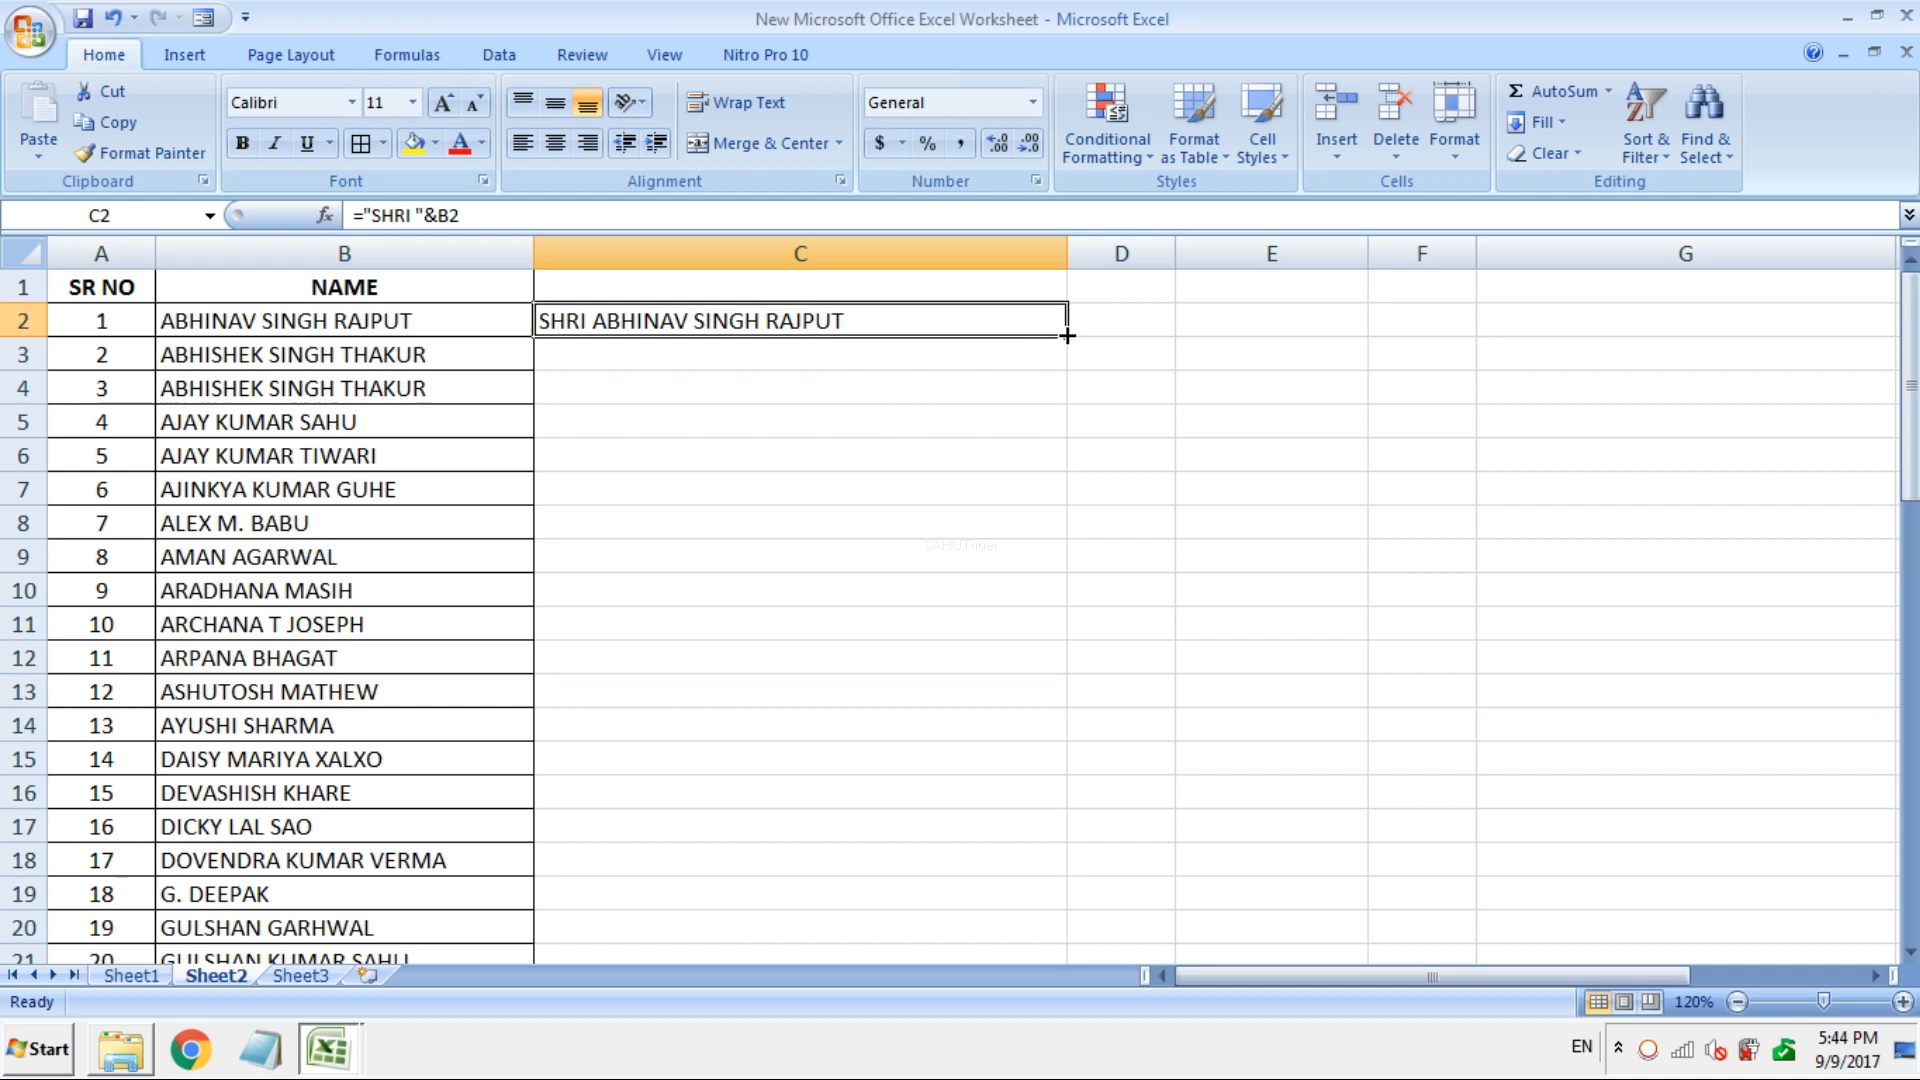 New Microsoft Office Excel Worksheet - Microsoft Excel
Home Insert Page Layout Formulas Data Review View Nitro Pro 10
Paste
Cut
Copy
Format Painter
Clipboard
Calibri 11
B I U
Font
Wrap Text
Merge & Center
Alignment
General
$ % ,
Number
Conditional Formatting
Format as Table
Cell Styles
Styles
Insert Delete Format
Cells
Σ AutoSum
Fill
Clear
Sort & Filter
Find & Select
Editing
C2 fx ="SHRI "&B2
A B C D E F G
1 SR NO NAME
2 1 ABHINAV SINGH RAJPUT SHRI ABHINAV SINGH RAJPUT
3 2 ABHISHEK SINGH THAKUR
4 3 ABHISHEK SINGH THAKUR
5 4 AJAY KUMAR SAHU
6 5 AJAY KUMAR TIWARI
7 6 AJINKYA KUMAR GUHE
8 7 ALEX M. BABU
SAHUTuber
9 8 AMAN AGARWAL
10 9 ARADHANA MASIH
11 10 ARCHANA T JOSEPH
12 11 ARPANA BHAGAT
13 12 ASHUTOSH MATHEW
14 13 AYUSHI SHARMA
15 14 DAISY MARIYA XALXO
16 15 DEVASHISH KHARE
17 16 DICKY LAL SAO
18 17 DOVENDRA KUMAR VERMA
19 18 G. DEEPAK
20 19 GULSHAN GARHWAL
21 20 GULSHAN KUMAR SAHU
Sheet1 Sheet2 Sheet3
Ready 120%
Start EN 5:44 PM
9/9/2017